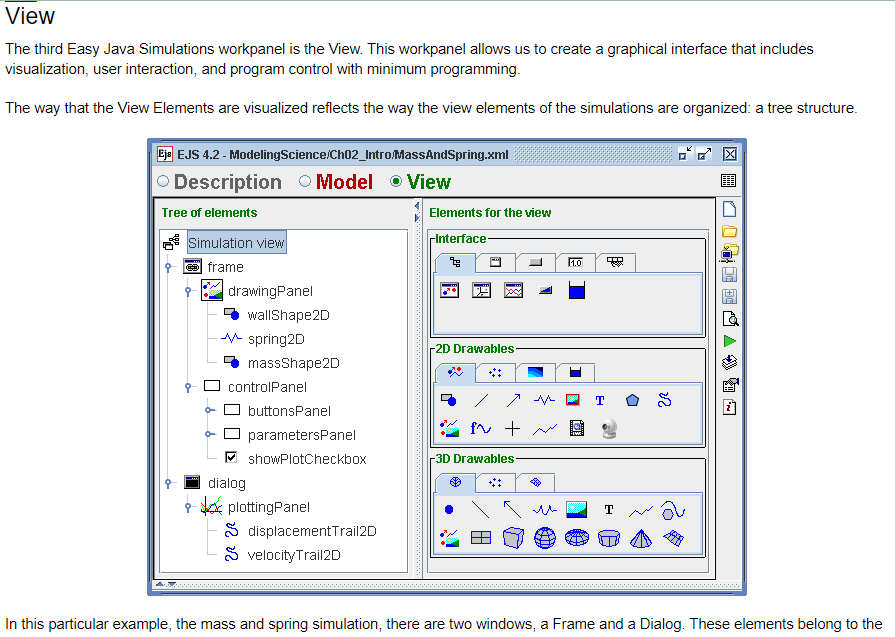 View
The third Easy Java Simulations workpanel is the View. This workpanel allows us to create a graphical interface that includes
visualization, user interaction, and program control with minimum programming.
The way that the View Elements are visualized reflects the way the view elements of the simulations are organized: a tree structure.
Ejs EJS 4.2 - ModelingScience/Ch02_Intro/MassAndSpring.xml
Description Model View
Tree of elements
Simulation view
frame
drawingPanel
wallShape2D
spring2D
massShape2D
controlPanel
buttonsPanel
parametersPanel
showPlotCheckbox
dialog
plottingPanel
displacementTrail2D
velocityTrail2D
Elements for the view
Interface
1.0
2D Drawables
T
3D Drawables
T
In this particular example, the mass and spring simulation, there are two windows, a Frame and a Dialog. These elements belong to the